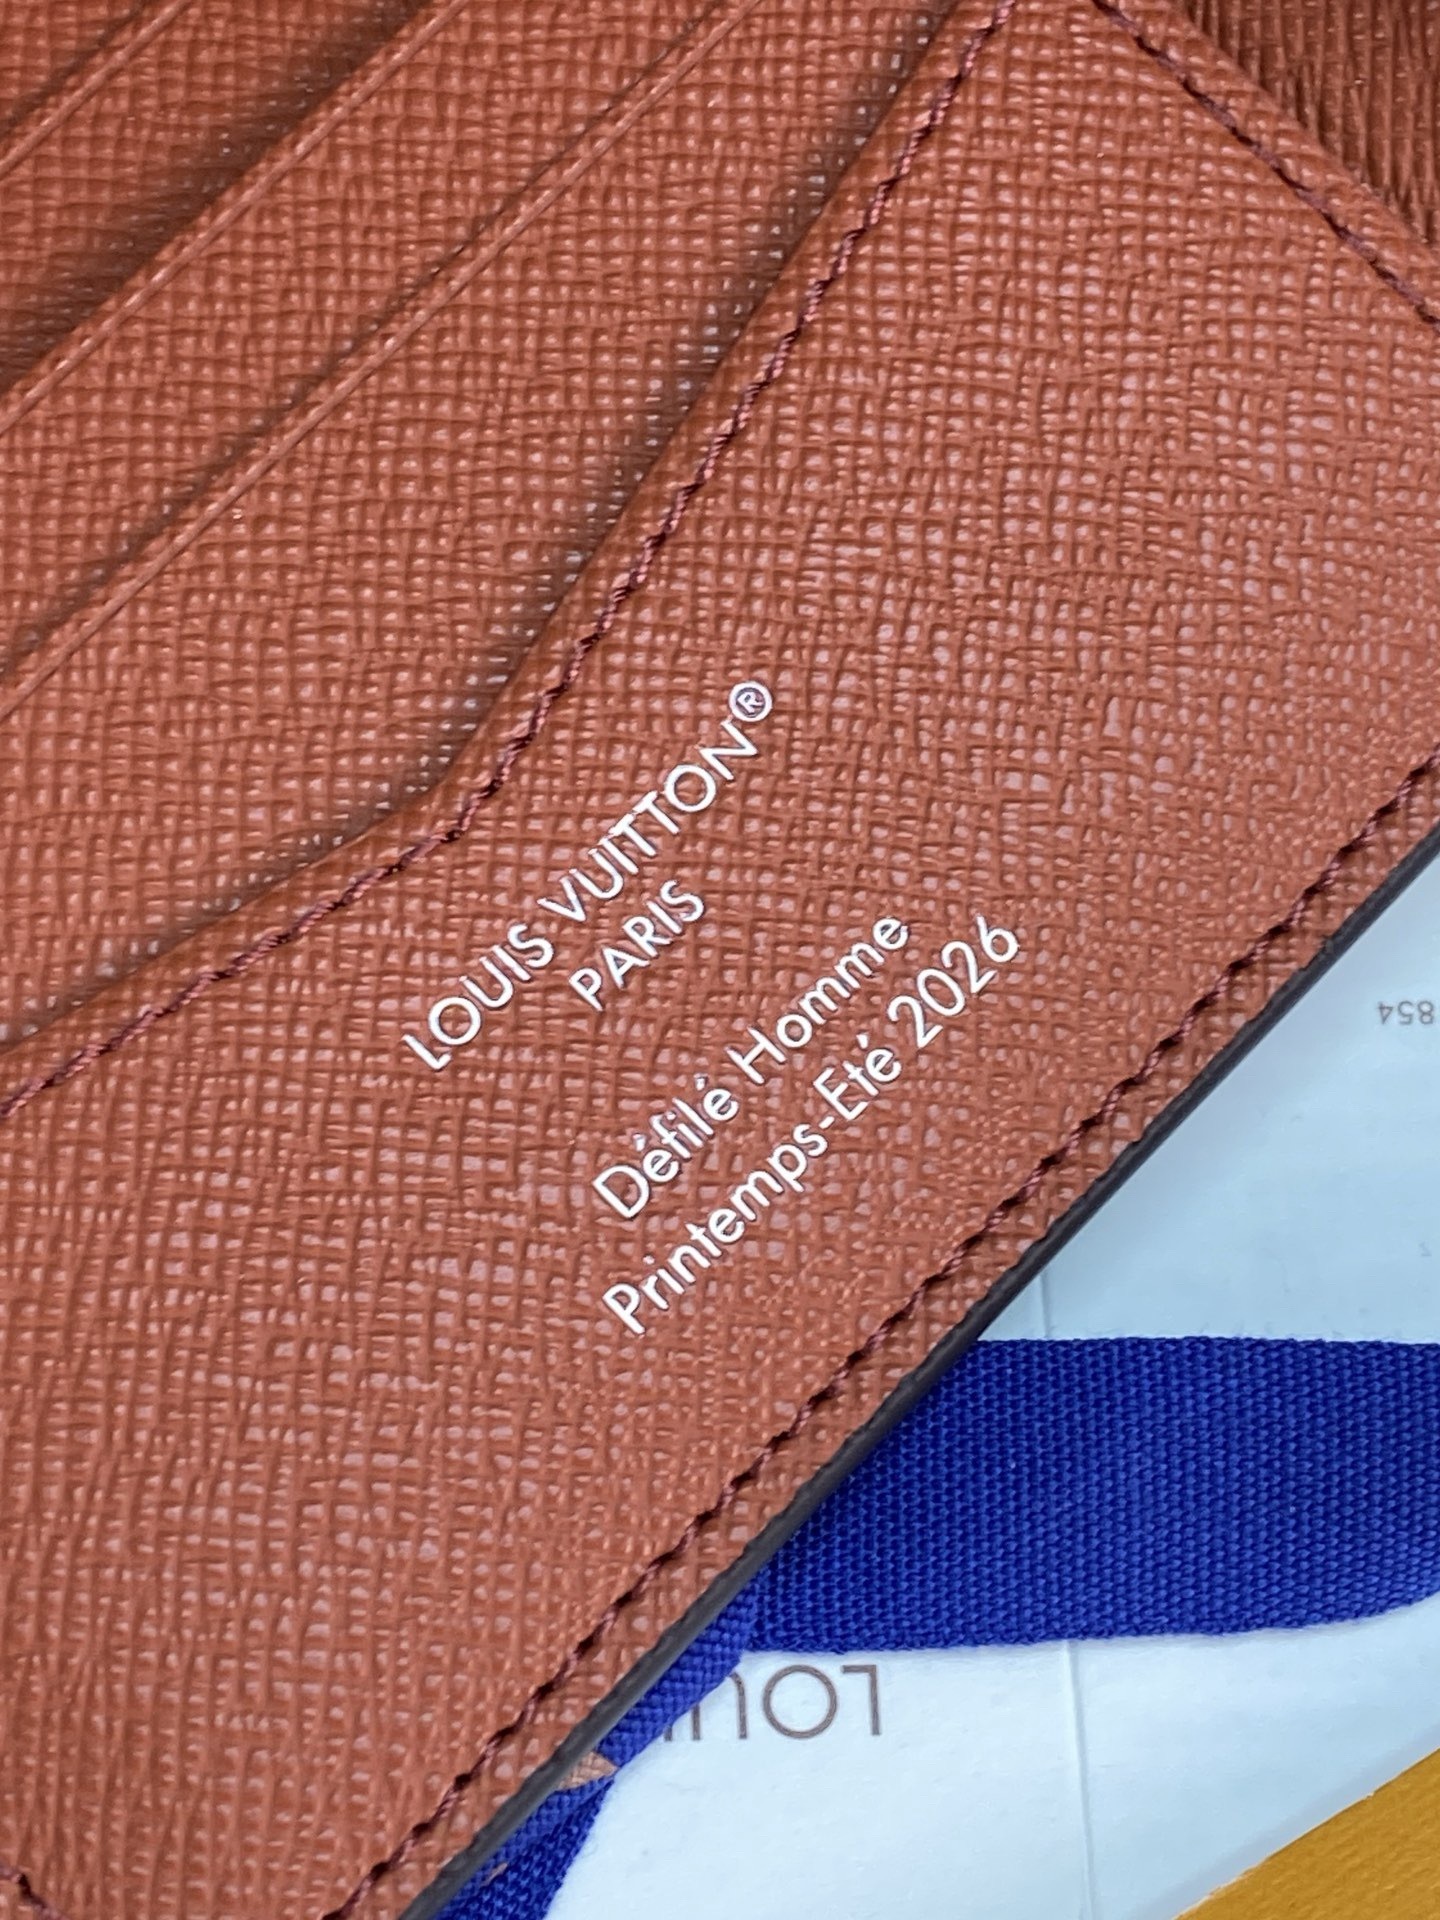 LOUIS VUITTON®
PARIS
Défilé Homme
Printemps-Eté 2026
854
LOUI